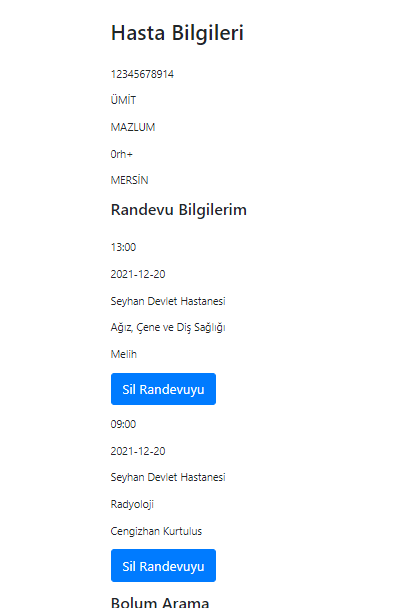 Hasta Bilgileri
12345678914
ÜMİT
MAZLUM
0rh+
MERSİN
Randevu Bilgilerim
13:00
2021-12-20
Seyhan Devlet Hastanesi
Ağız, Çene ve Diş Sağlığı
Melih
Sil Randevuyu
09:00
2021-12-20
Seyhan Devlet Hastanesi
Radyoloji
Cengizhan Kurtulus
Sil Randevuyu
Bolum Arama